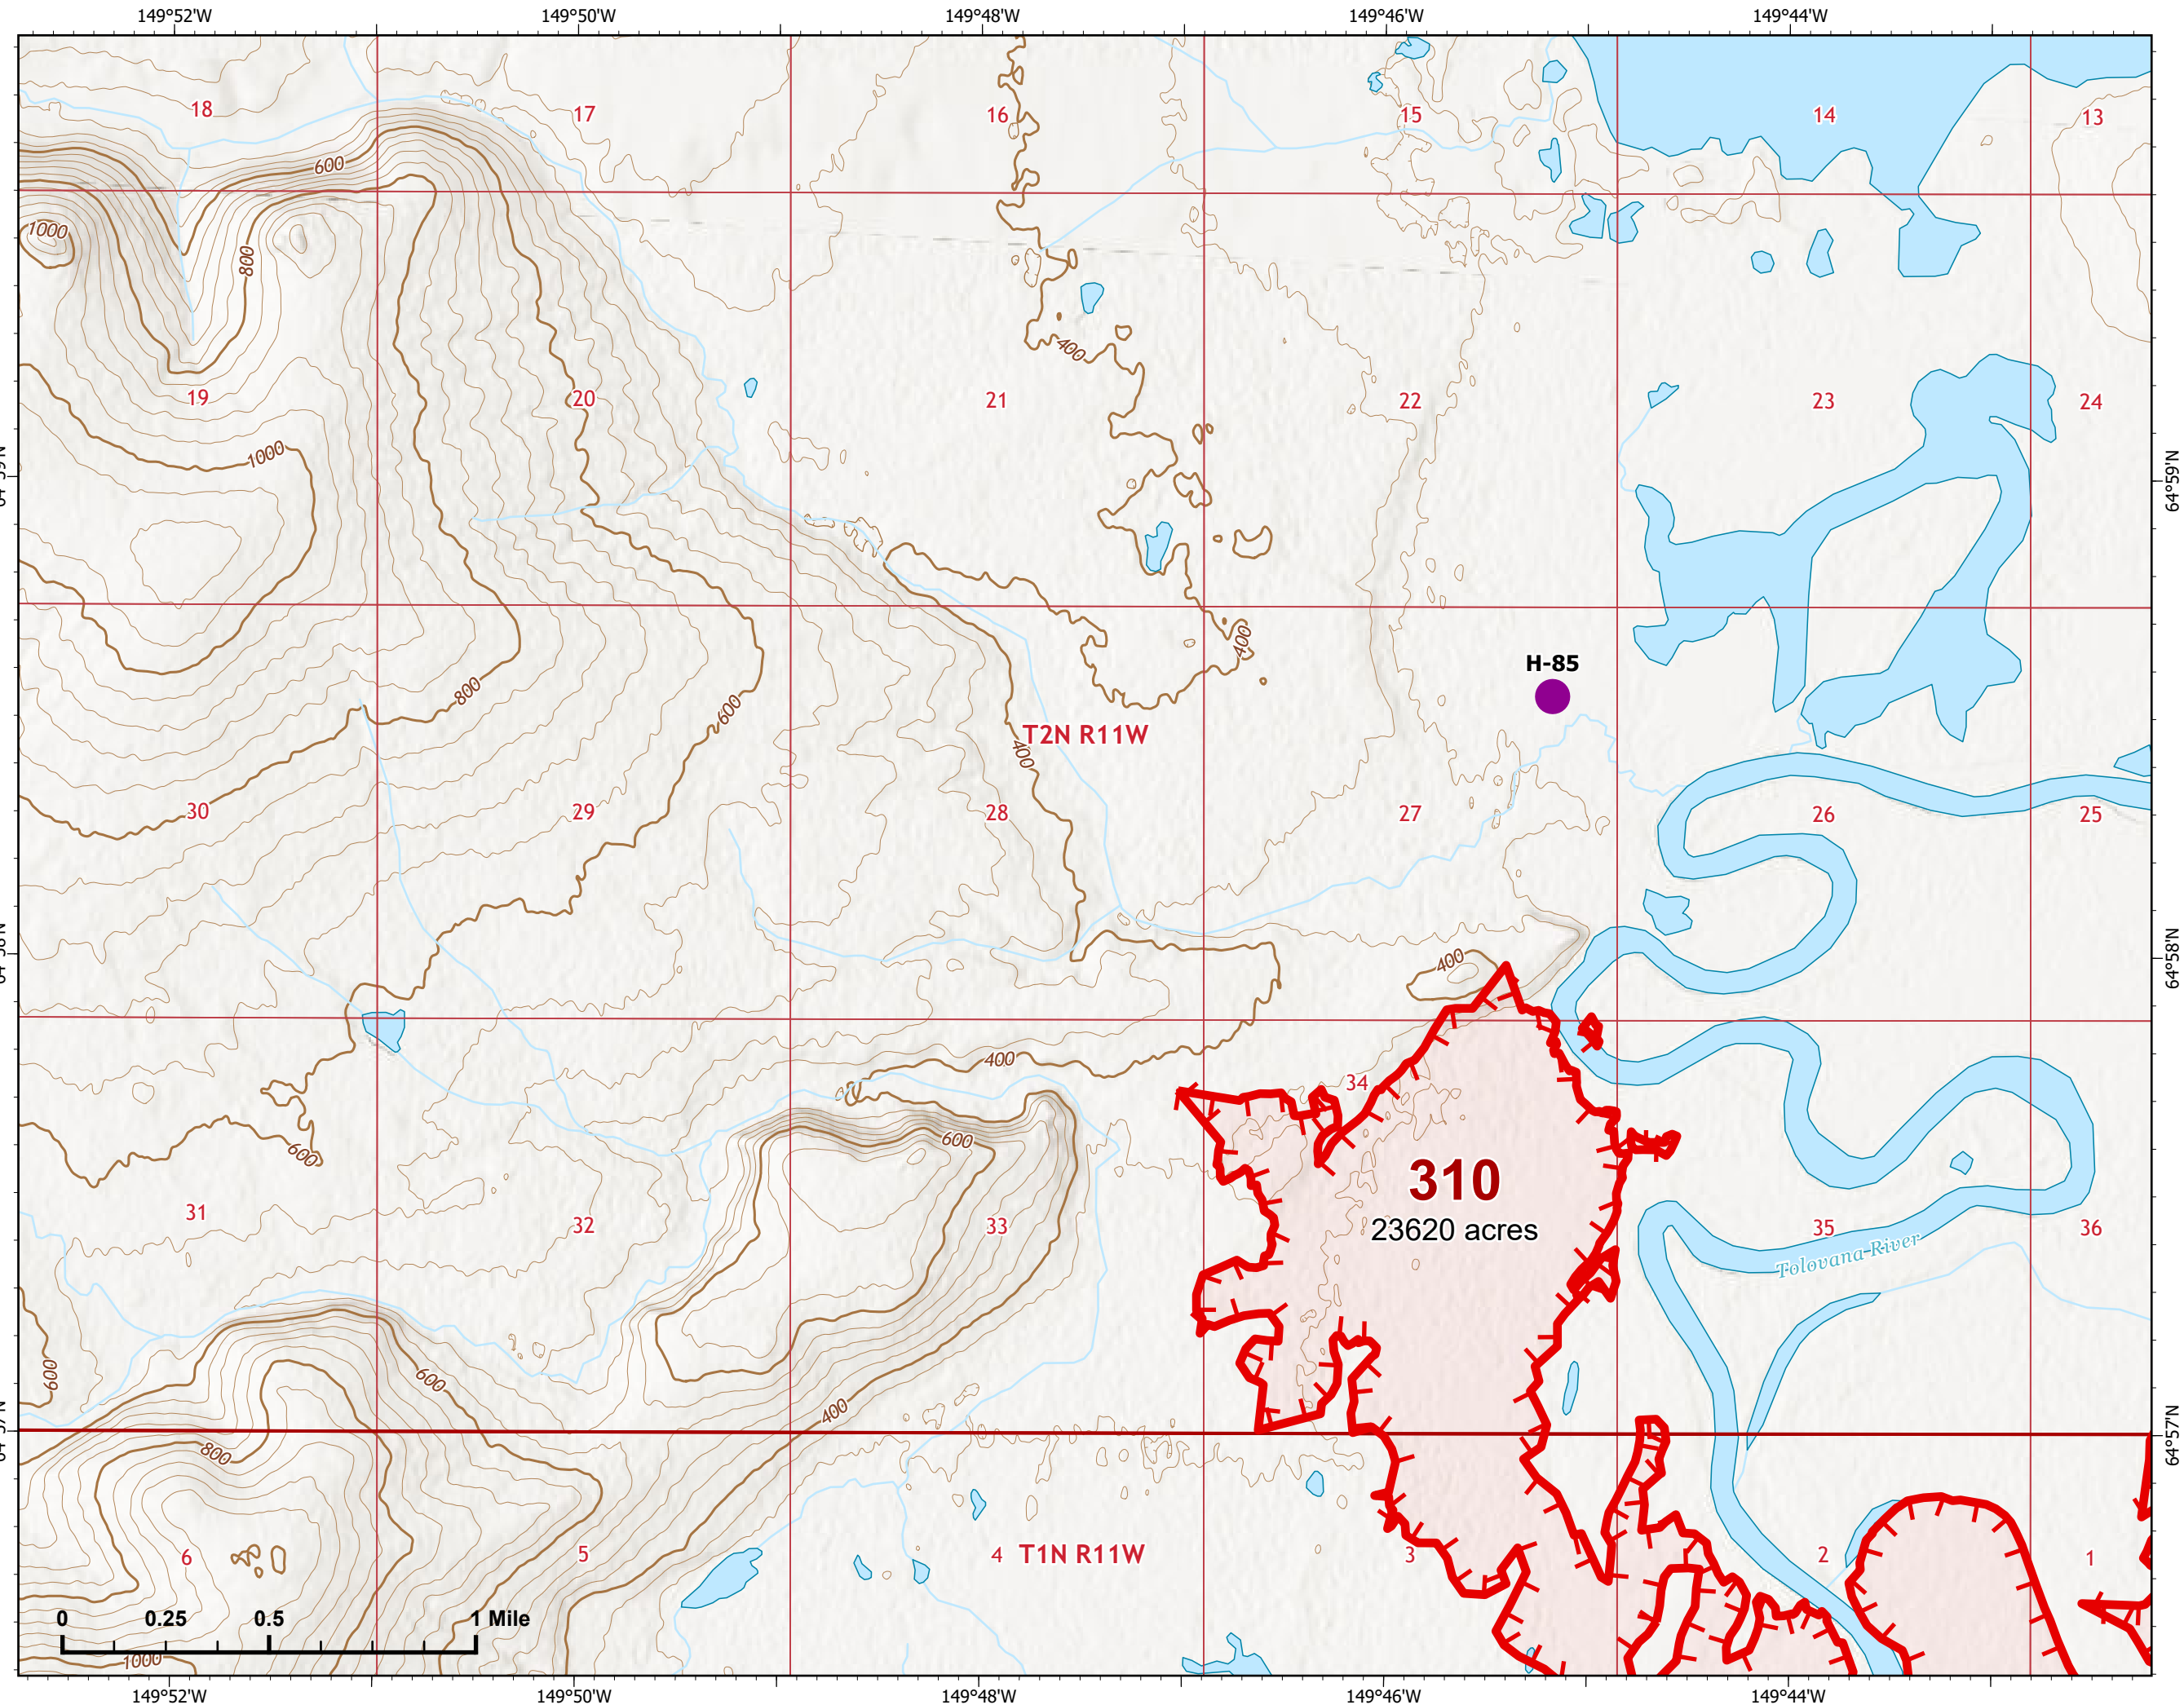 149°52'W 149°50'W 149°48'W 149°46'W 149°44'W
18 17 16 15 14 13
600
1000 800
400
19 20 21 22 23 24
1000
64°59'N
400
H-85
800 600
T2N R11W
400
30 29 28 27 26 25
400
64°58'N
400
34
600
600
310
23620 acres
31 32 33 35 36
Tolovana River
600 600
400
64°57'N
800
6 5 4 T1N R11W 3 2 1
0 0.25 0.5 1 Mile
1000
149°52'W 149°50'W 149°48'W 149°46'W 149°44'W